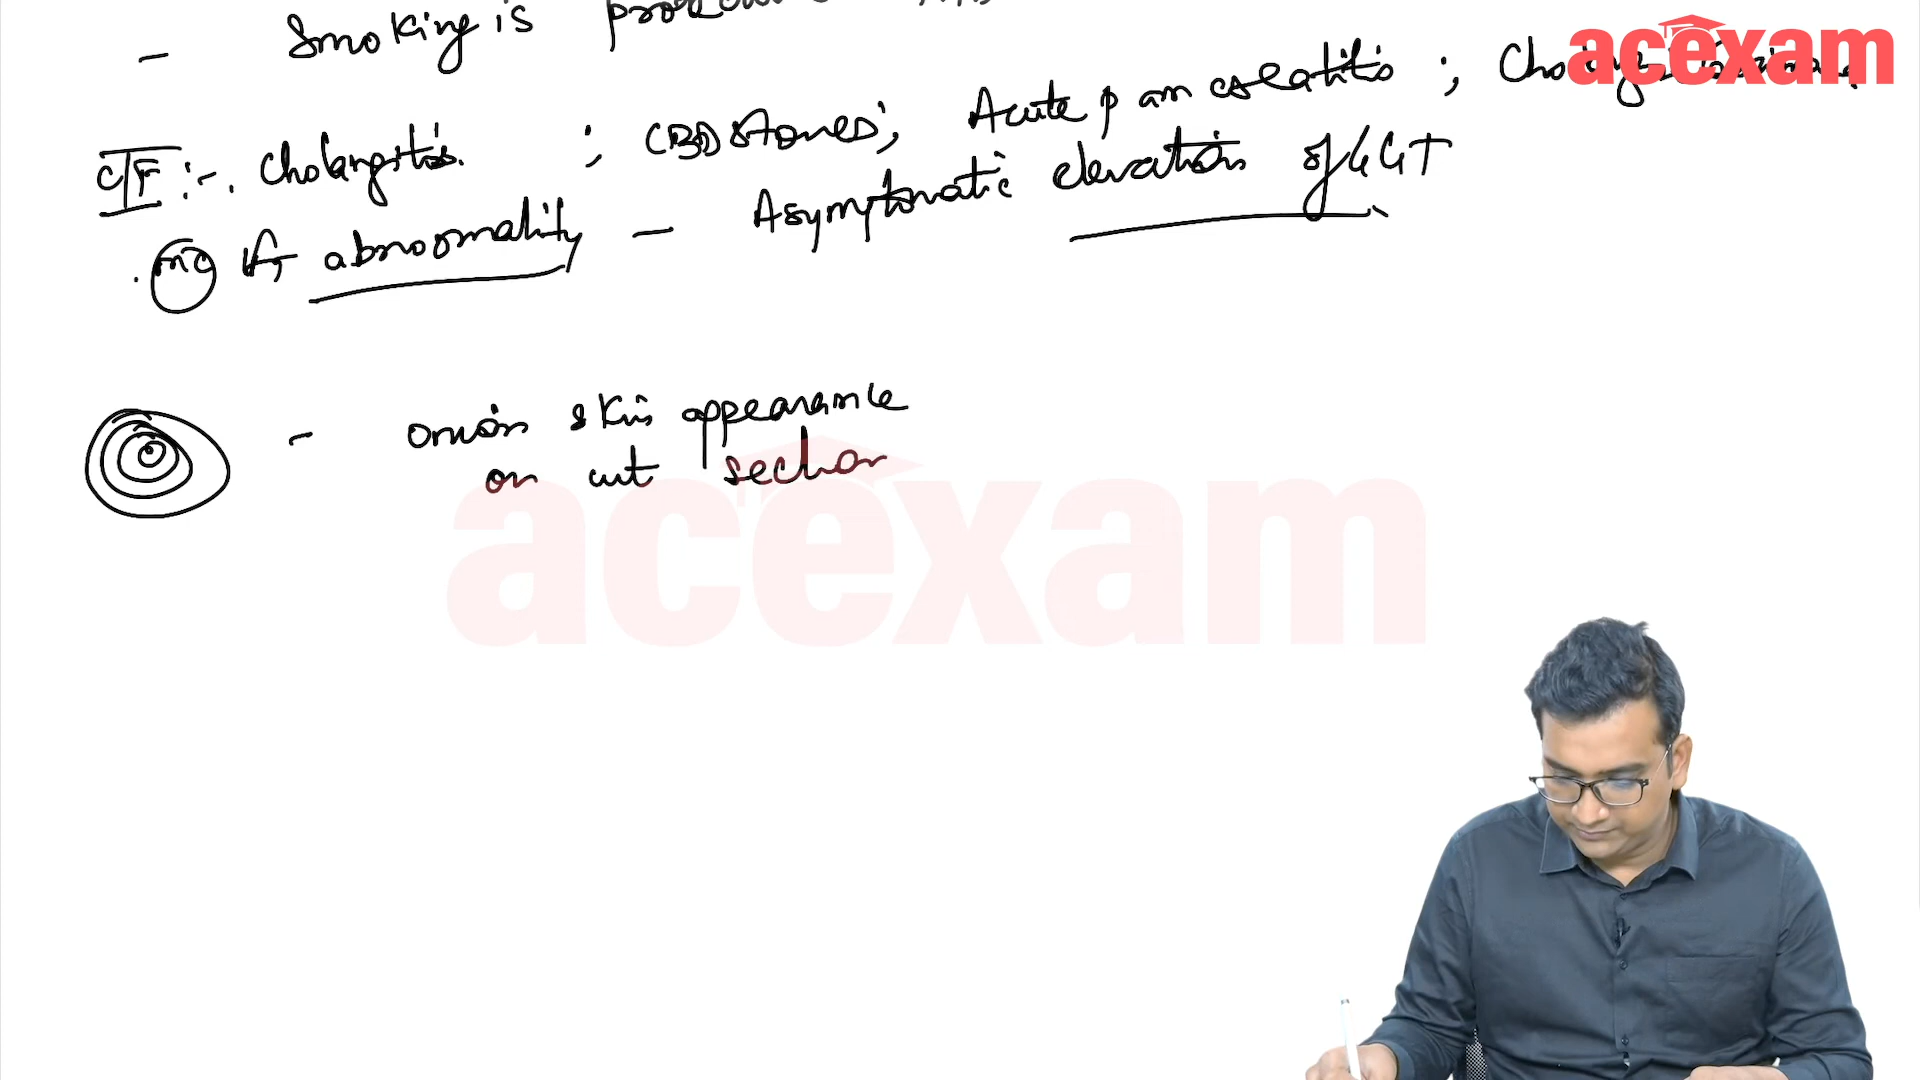 - Smoking is
acexam
C/F :- . Cholangitis ; CBD stones ; Acute pancreatitis ;
. MC LFT abnormality - Asymptomatic elevation of GGT
- onion skin appearance
on cut section
acexam